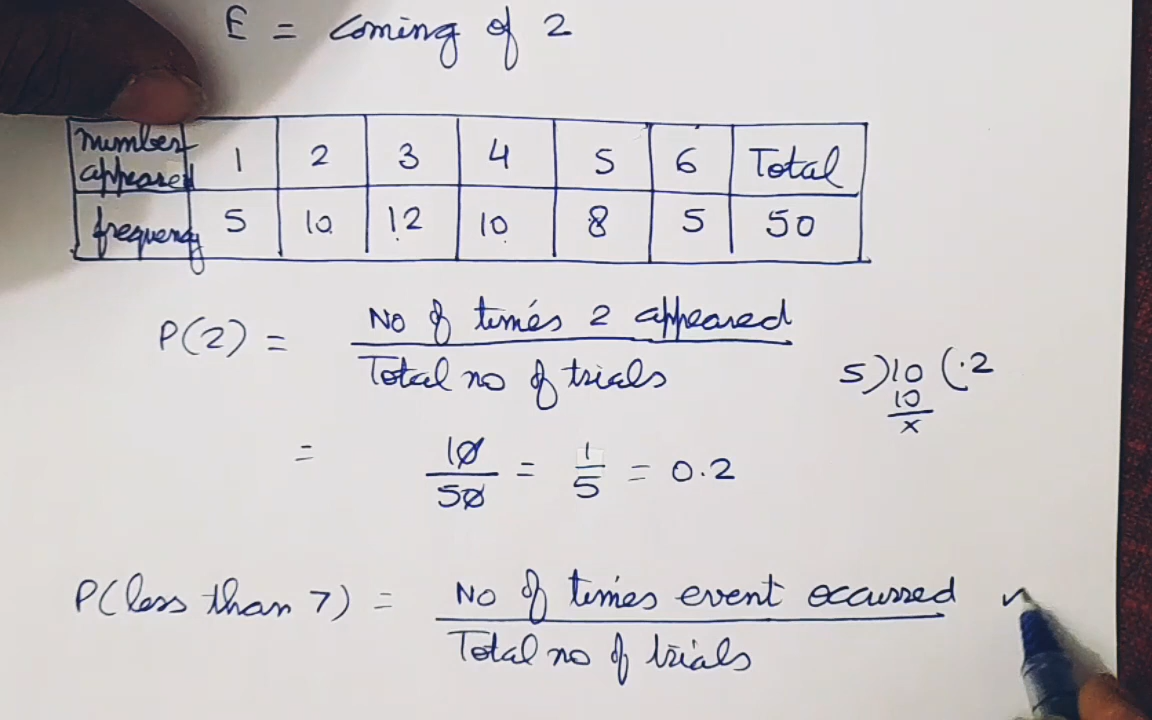 E = Coming of 2
Number appeared 1 2 3 4 5 6 Total
frequency 5 10 12 10 8 5 50
P(2) = No of times 2 appeared
Total no of trials
5)10(.2
10
x
= 10/50 = 1/5 = 0.2
P(less than 7) = No of times event occurred
Total no of trials